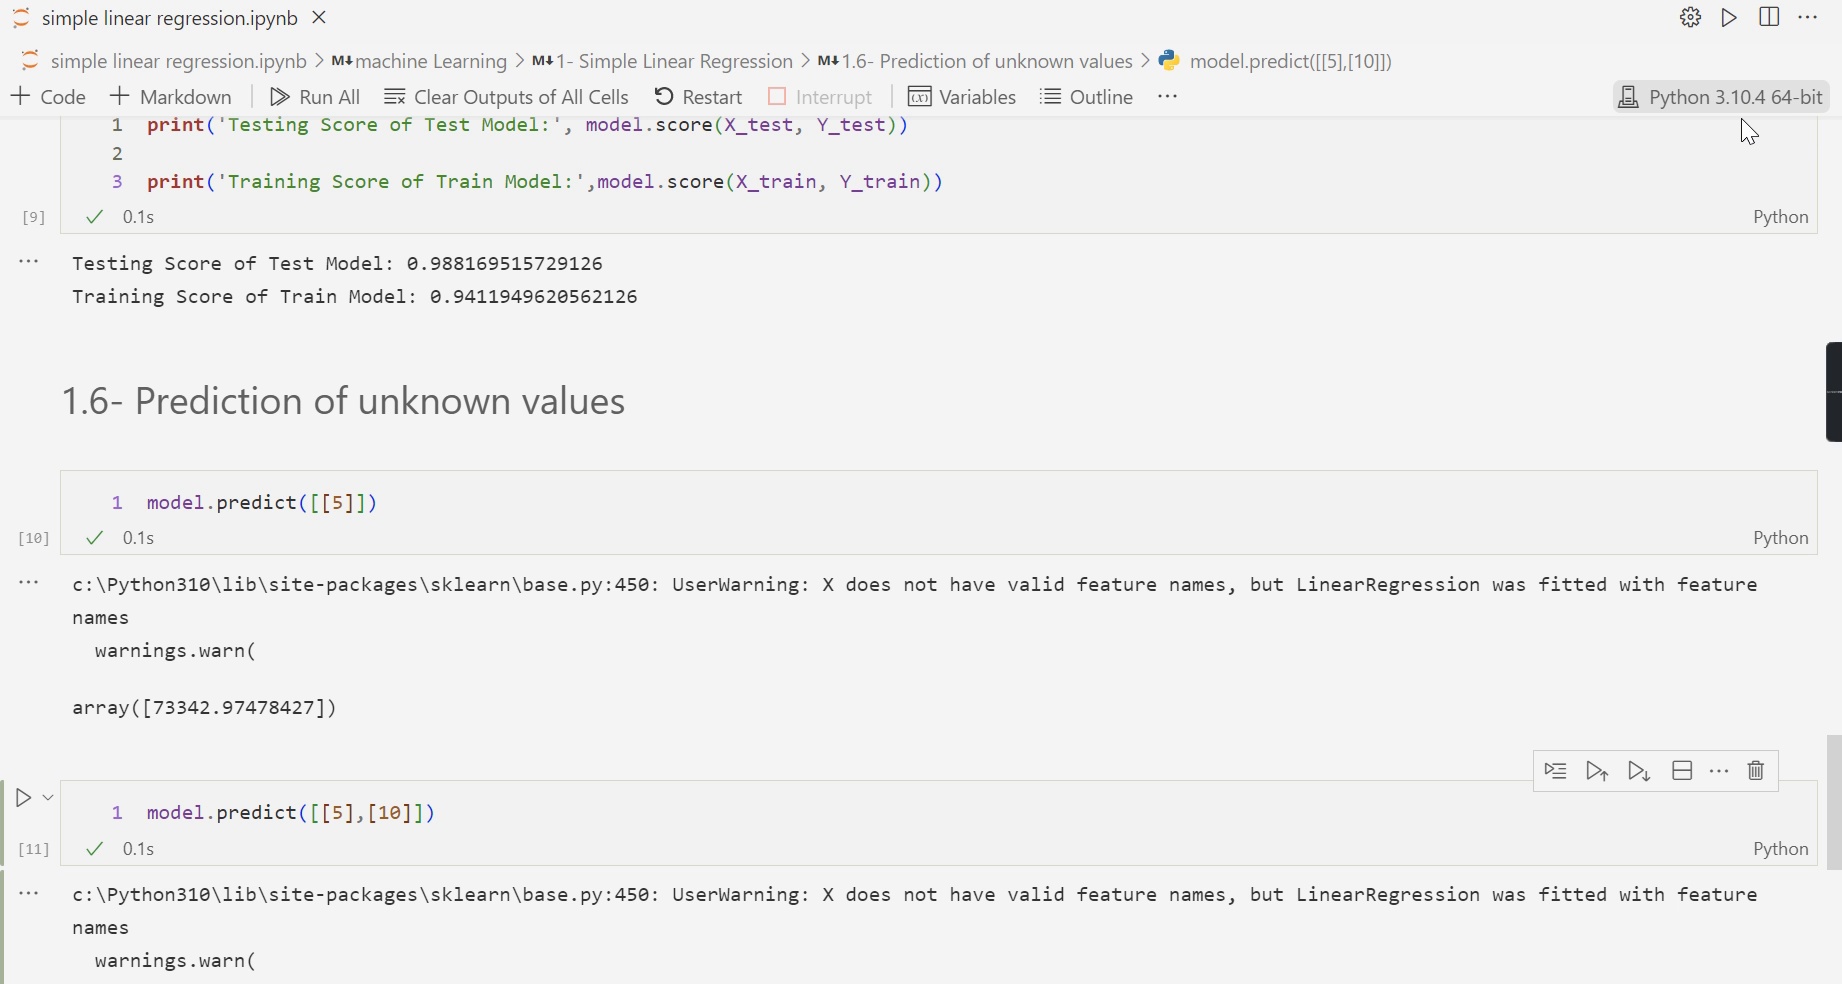 simple linear regression.ipynb
simple linear regression.ipynb > M↓ machine Learning > M↓ 1- Simple Linear Regression > M↓ 1.6- Prediction of unknown values > model.predict([[5],[10]])
+ Code + Markdown Run All Clear Outputs of All Cells Restart Interrupt Variables Outline ... Python 3.10.4 64-bit
1 print('Testing Score of Test Model:', model.score(X_test, Y_test))
2
3 print('Training Score of Train Model:',model.score(X_train, Y_train))
[9] ✓ 0.1s Python
... Testing Score of Test Model: 0.988169515729126
Training Score of Train Model: 0.9411949620562126
1.6- Prediction of unknown values
1 model.predict([[5]])
[10] ✓ 0.1s Python
... c:\Python310\lib\site-packages\sklearn\base.py:450: UserWarning: X does not have valid feature names, but LinearRegression was fitted with feature
names
warnings.warn(
array([73342.97478427])
1 model.predict([[5],[10]])
[11] ✓ 0.1s Python
... c:\Python310\lib\site-packages\sklearn\base.py:450: UserWarning: X does not have valid feature names, but LinearRegression was fitted with feature
names
warnings.warn(